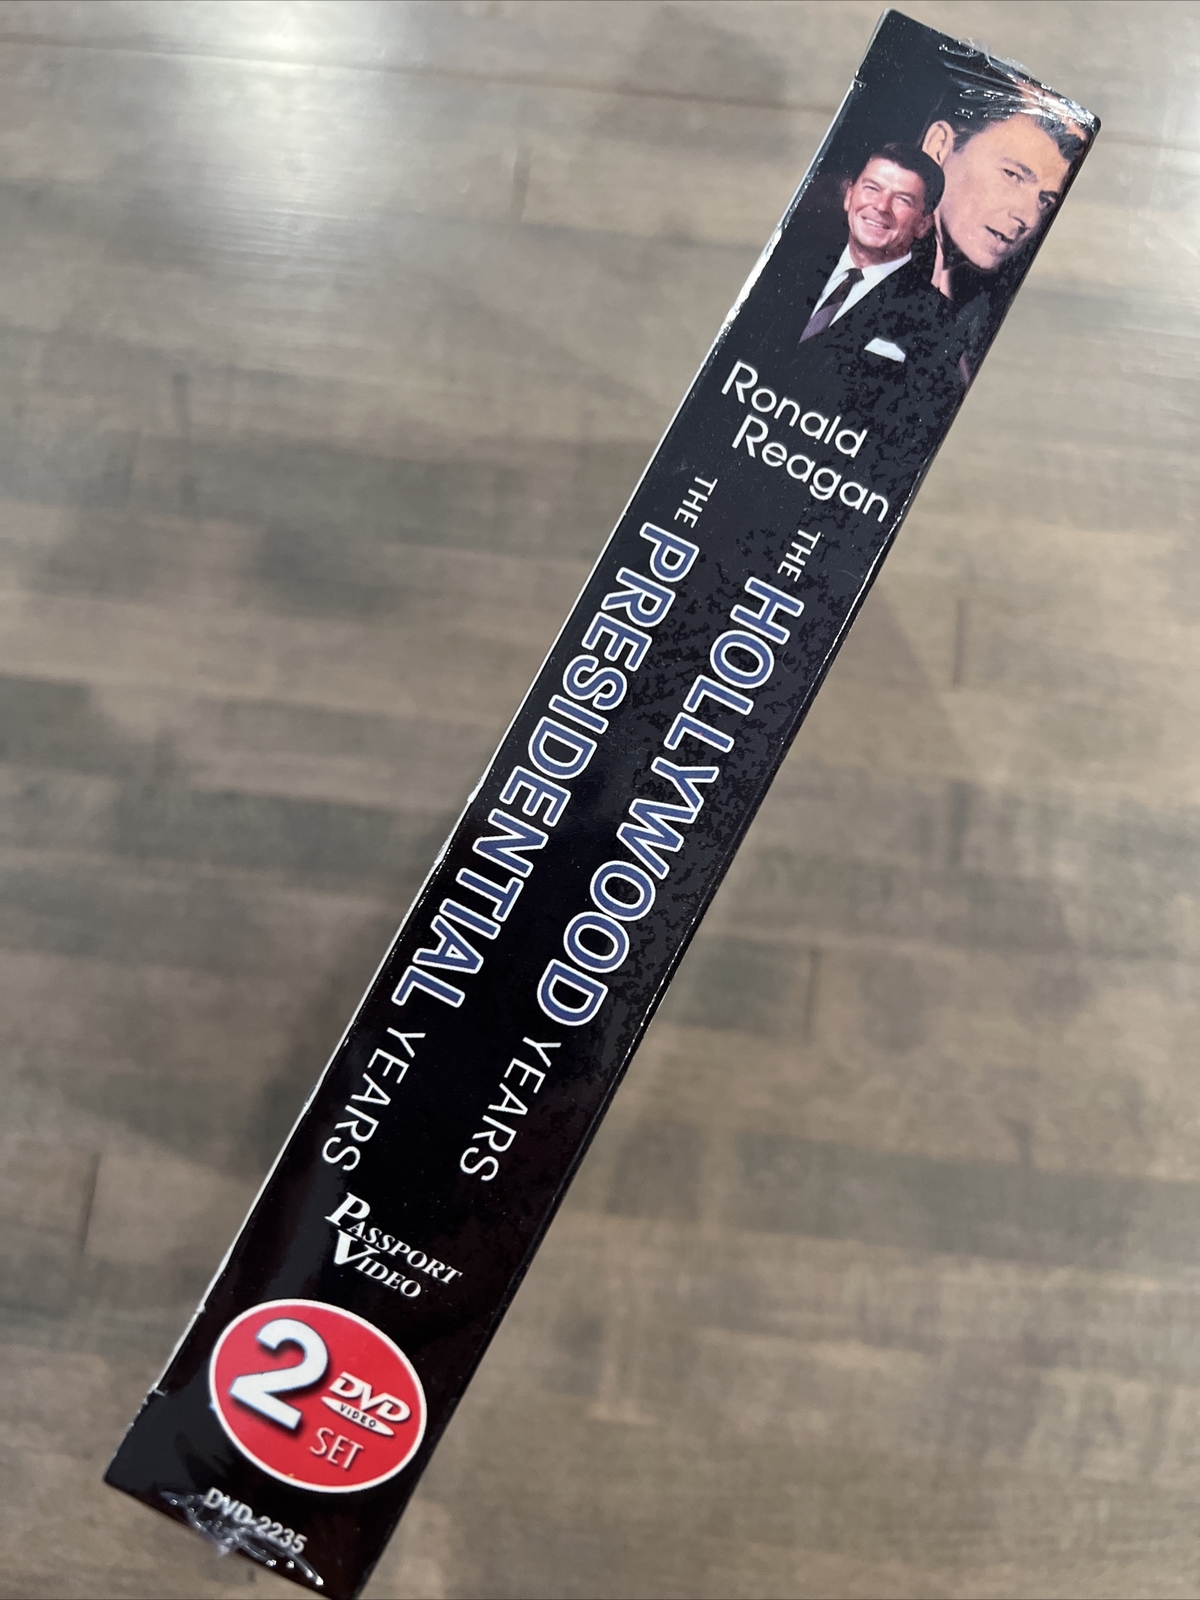 Ronald
Reagan
THE HOLLYWOOD YEARS
THE PRESIDENTIAL YEARS
PASSPORT
VIDEO
2 DVD
VIDEO
SET
DVD-2235